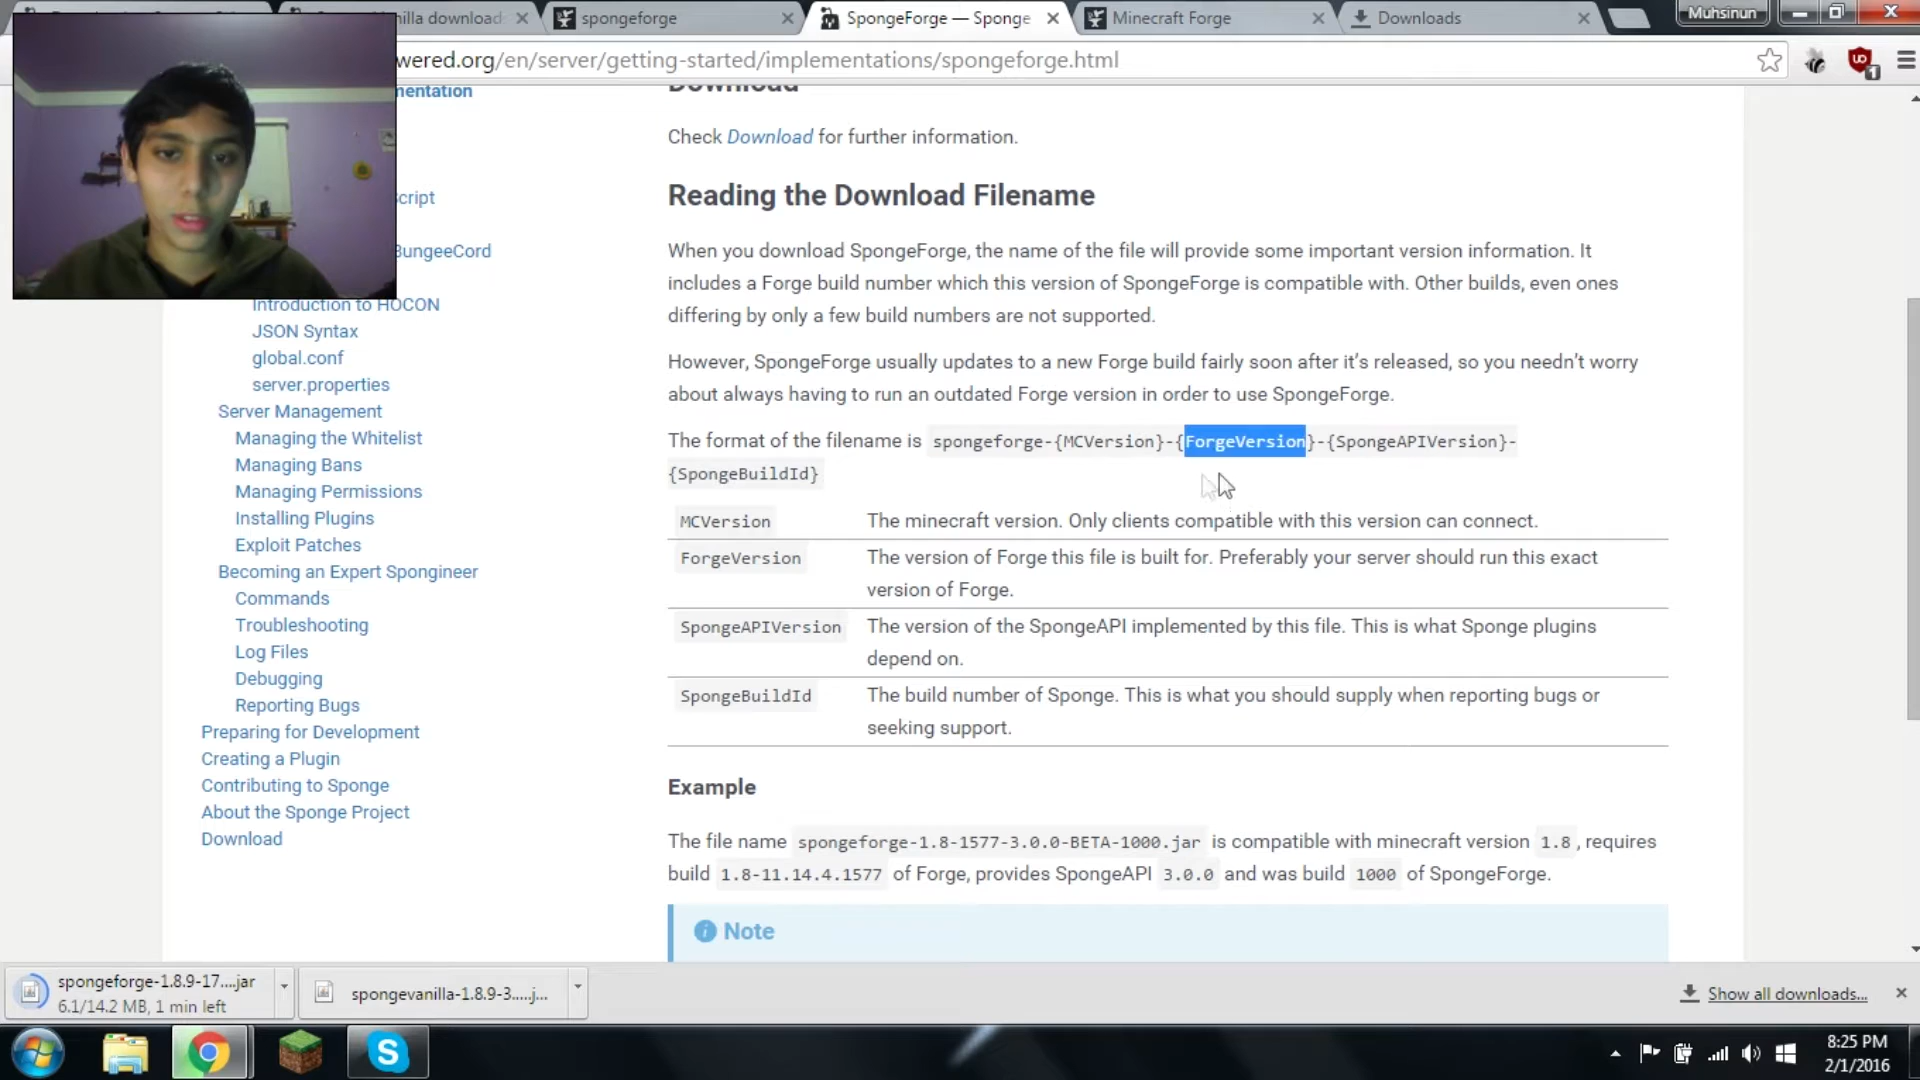 Vanilla download
spongeforge
SpongeForge — Sponge
Minecraft Forge
Downloads
Muhsinun
wered.org/en/server/getting-started/implementations/spongeforge.html
mentation
Script
BungeeCord
Introduction to HOCON
JSON Syntax
global.conf
server.properties
Server Management
Managing the Whitelist
Managing Bans
Managing Permissions
Installing Plugins
Exploit Patches
Becoming an Expert Spongineer
Commands
Troubleshooting
Log Files
Debugging
Reporting Bugs
Preparing for Development
Creating a Plugin
Contributing to Sponge
About the Sponge Project
Download
Download
Check Download for further information.
Reading the Download Filename
When you download SpongeForge, the name of the file will provide some important version information. It
includes a Forge build number which this version of SpongeForge is compatible with. Other builds, even ones
differing by only a few build numbers are not supported.
However, SpongeForge usually updates to a new Forge build fairly soon after it's released, so you needn't worry
about always having to run an outdated Forge version in order to use SpongeForge.
The format of the filename is spongeforge-{MCVersion}-{ForgeVersion}-{SpongeAPIVersion}-
{SpongeBuildId}
MCVersion The minecraft version. Only clients compatible with this version can connect.
ForgeVersion The version of Forge this file is built for. Preferably your server should run this exact
version of Forge.
SpongeAPIVersion The version of the SpongeAPI implemented by this file. This is what Sponge plugins
depend on.
SpongeBuildId The build number of Sponge. This is what you should supply when reporting bugs or
seeking support.
Example
The file name spongeforge-1.8-1577-3.0.0-BETA-1000.jar is compatible with minecraft version 1.8, requires
build 1.8-11.14.4.1577 of Forge, provides SpongeAPI 3.0.0 and was build 1000 of SpongeForge.
Note
spongeforge-1.8.9-17....jar
6.1/14.2 MB, 1 min left
spongevanilla-1.8.9-3.....j...
Show all downloads...
8:25 PM
2/1/2016